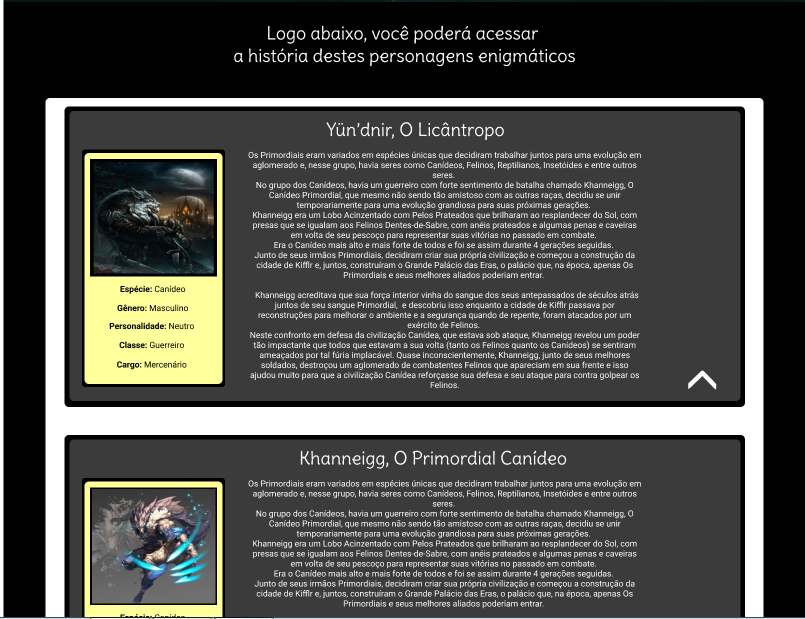 Logo abaixo, você poderá acessar
a história destes personagens enigmáticos
Yün'dnir, O Licântropo
Os Primordiais eram variados em espécies únicas que decidiram trabalhar juntos para uma evolução em
aglomerado e, nesse grupo, havia seres como Canídeos, Felinos, Reptilianos, Insetóides e entre outros
seres.
No grupo dos Canídeos, havia um guerreiro com forte sentimento de batalha chamado Khanneigg, O
Canídeo Primordial, que mesmo não sendo tão amistoso com as outras raças, decidiu se unir
temporariamente para uma evolução grandiosa para suas próximas gerações.
Khanneigg era um Lobo Acinzentado com Pelos Prateados que brilharam ao resplandecer do Sol, com
presas que se igualam aos Felinos Dentes-de-Sabre, com anéis prateados e algumas penas e caveiras
em volta de seu pescoço para representar suas vitórias no passado em combate.
Era o Canídeo mais alto e mais forte de todos e foi se assim durante 4 gerações seguidas.
Junto de seus irmãos Primordiais, decidiram criar sua própria civilização e começou a construção da
cidade de Kifflr e, juntos, construíram o Grande Palácio das Eras, o palácio que, na época, apenas Os
Primordiais e seus melhores aliados poderiam entrar.
Khanneigg acreditava que sua força interior vinha do sangue dos seus antepassados de séculos atrás
juntos de seu sangue Primordial, e descobriu isso enquanto a cidade de Kifflr passava por
reconstruções para melhorar o ambiente e a segurança quando de repente, foram atacados por um
exército de Felinos.
Neste confronto em defesa da civilização Canídea, que estava sob ataque, Khanneigg revelou um poder
tão impactante que todos que estavam a sua volta (tanto os Felinos quanto os Canídeos) se sentiram
ameaçados por tal fúria implacável. Quase inconscientemente, Khanneigg, junto de seus melhores
soldados, destroçou um aglomerado de combatentes Felinos que apareciam em sua frente e isso
ajudou muito para que a civilização Canídea reforçasse sua defesa e seu ataque para contra golpear os
Felinos.
Espécie: Canídeo
Gênero: Masculino
Personalidade: Neutro
Classe: Guerreiro
Cargo: Mercenário
Khanneigg, O Primordial Canídeo
Os Primordiais eram variados em espécies únicas que decidiram trabalhar juntos para uma evolução em
aglomerado e, nesse grupo, havia seres como Canídeos, Felinos, Reptilianos, Insetóides e entre outros
seres.
No grupo dos Canídeos, havia um guerreiro com forte sentimento de batalha chamado Khanneigg, O
Canídeo Primordial, que mesmo não sendo tão amistoso com as outras raças, decidiu se unir
temporariamente para uma evolução grandiosa para suas próximas gerações.
Khanneigg era um Lobo Acinzentado com Pelos Prateados que brilharam ao resplandecer do Sol, com
presas que se igualam aos Felinos Dentes-de-Sabre, com anéis prateados e algumas penas e caveiras
em volta de seu pescoço para representar suas vitórias no passado em combate.
Era o Canídeo mais alto e mais forte de todos e foi se assim durante 4 gerações seguidas.
Junto de seus irmãos Primordiais, decidiram criar sua própria civilização e começou a construção da
cidade de Kifflr e, juntos, construíram o Grande Palácio das Eras, o palácio que, na época, apenas Os
Primordiais e seus melhores aliados poderiam entrar.